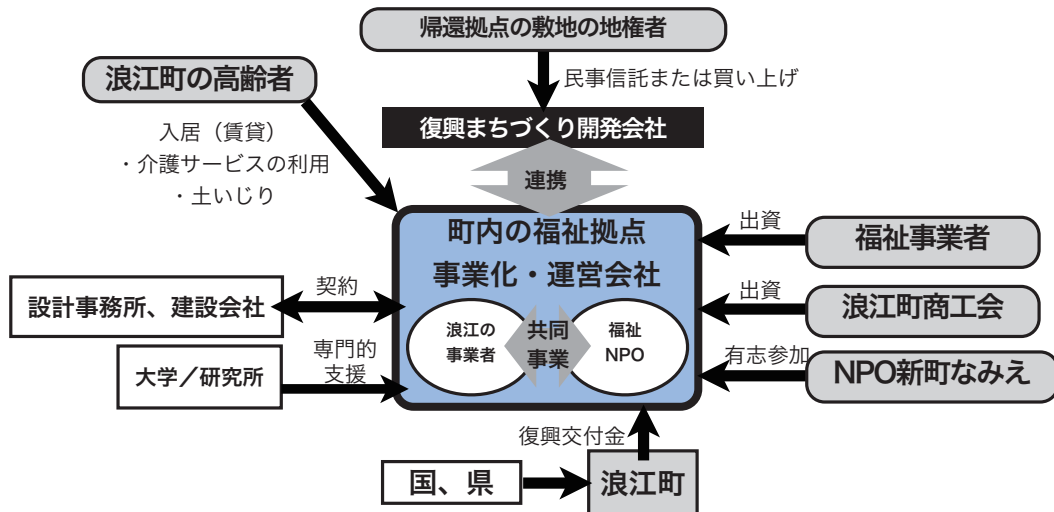 帰還拠点の敷地の地権者
民事信託または買い上げ
浪江町の高齢者
復興まちづくり開発会社
入居（賃貸）
・介護サービスの利用
・土いじり
連携
町内の福祉拠点
事業化・運営会社
出資
福祉事業者
設計事務所、建設会社
契約
浪江の
事業者
共同
事業
福祉
NPO
出資
浪江町商工会
大学／研究所
専門的
支援
有志参加
NPO新町なみえ
復興交付金
国、県
浪江町